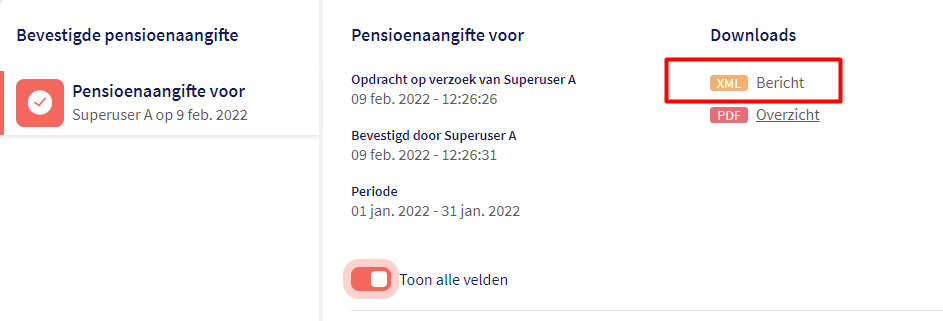 Bevestigde pensioenaangifte
Pensioenaangifte voor
Superuser A op 9 feb. 2022
Pensioenaangifte voor
Opdracht op verzoek van Superuser A
09 feb. 2022 - 12:26:26
Bevestigd door Superuser A
09 feb. 2022 - 12:26:31
Periode
01 jan. 2022 - 31 jan. 2022
Toon alle velden
Downloads
XML Bericht
PDF Overzicht